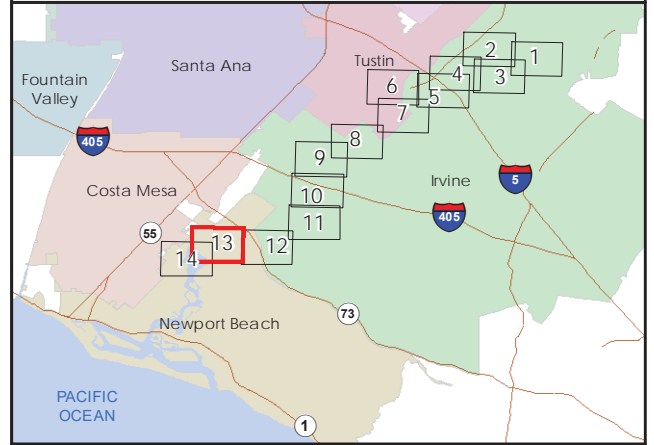 2
1
Santa Ana
Tustin
Fountain
Valley
4
3
6
5
7
405
8
9
5
Costa Mesa
Irvine
10
405
11
55
13
12
14
73
Newport Beach
PACIFIC
OCEAN
1